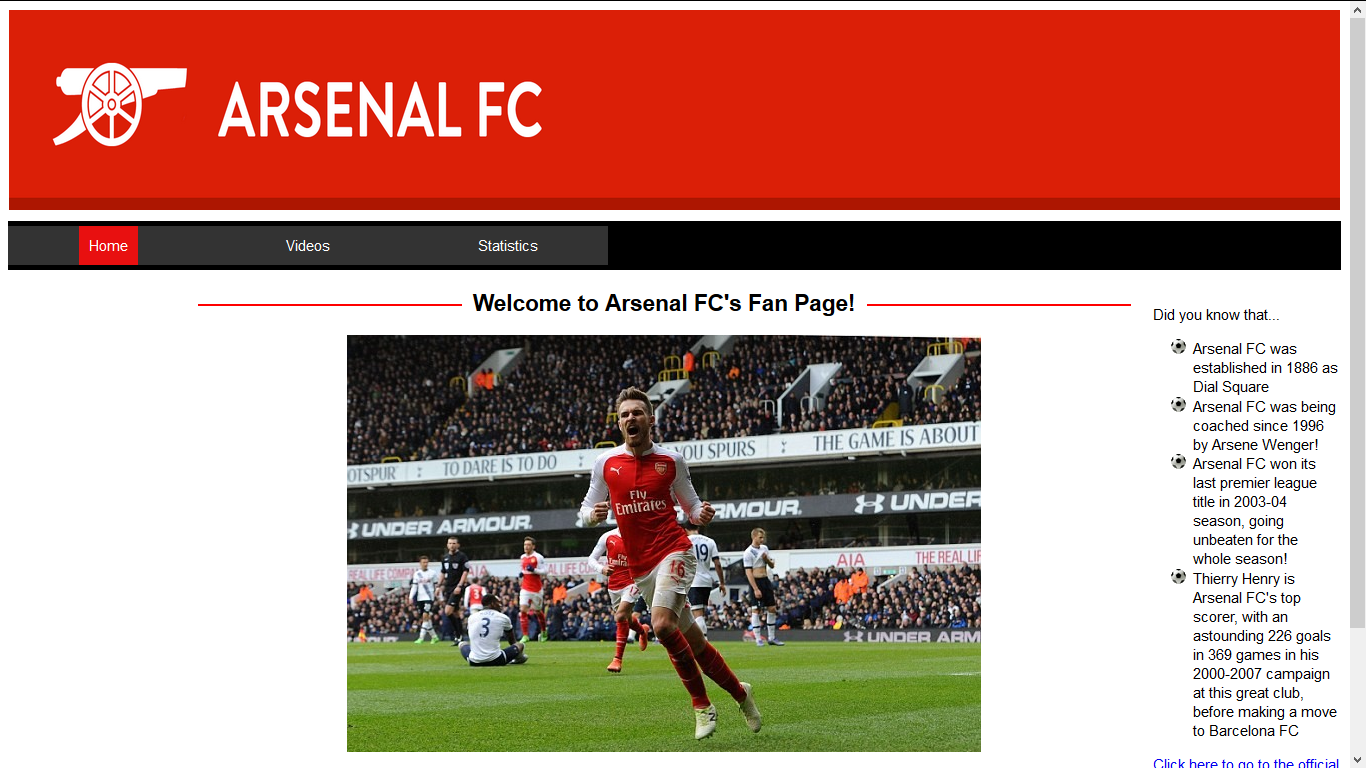 ARSENAL FC
Home
Videos
Statistics
Welcome to Arsenal FC's Fan Page!
OTSPUR
TO DARE IS TO DO
YOU SPURS
THE GAME IS ABOUT
UNDER ARMOUR.
RMOUR.
UNDER
REAL LIFE COMPA
AIA
THE REAL LIF
Fly
Emirates
16
19
3
UNDER ARM
2
Did you know that...
Arsenal FC was
established in 1886 as
Dial Square
Arsenal FC was being
coached since 1996
by Arsene Wenger!
Arsenal FC won its
last premier league
title in 2003-04
season, going
unbeaten for the
whole season!
Thierry Henry is
Arsenal FC's top
scorer, with an
astounding 226 goals
in 369 games in his
2000-2007 campaign
at this great club,
before making a move
to Barcelona FC
Click here to go to the official